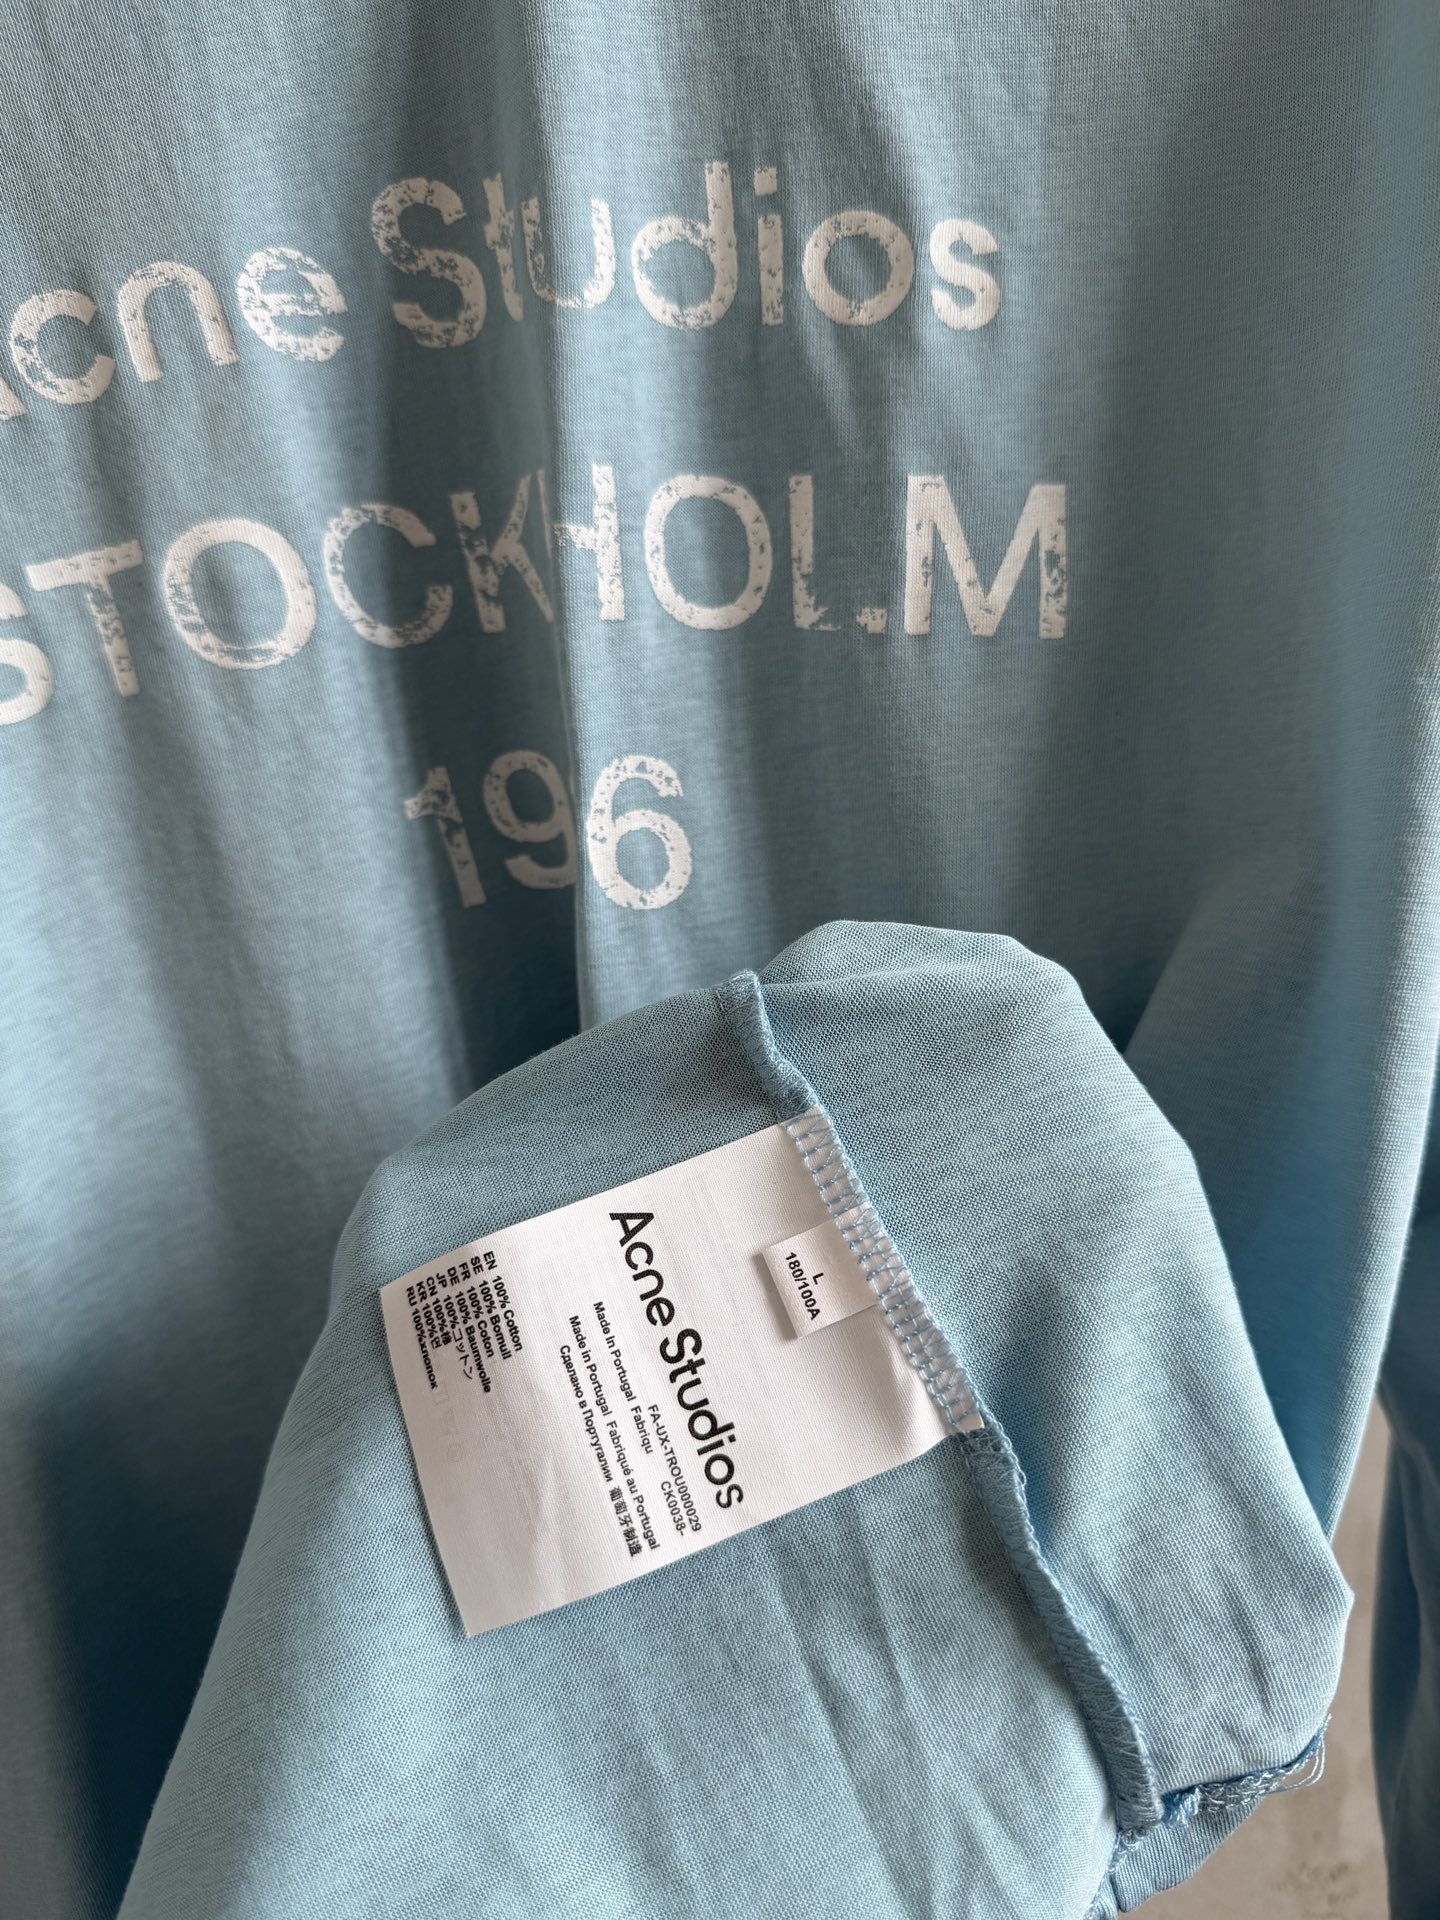 Acne Studios
STOCKHOLM
196
L
180/100A
Acne Studios
FA-UX-TROU000029
CK0038-
Made In Portugal Fabriqu
Made in Portugal Fabriqué au Portugal
Сделано в Португалии 葡萄牙制造
EN 100% Cotton
SE 100% Bomull
FR 100% Coton
DE 100% Baumwolle
JP 100%コットン
CN 100%棉
KR 100%면
RU 100%хлопок